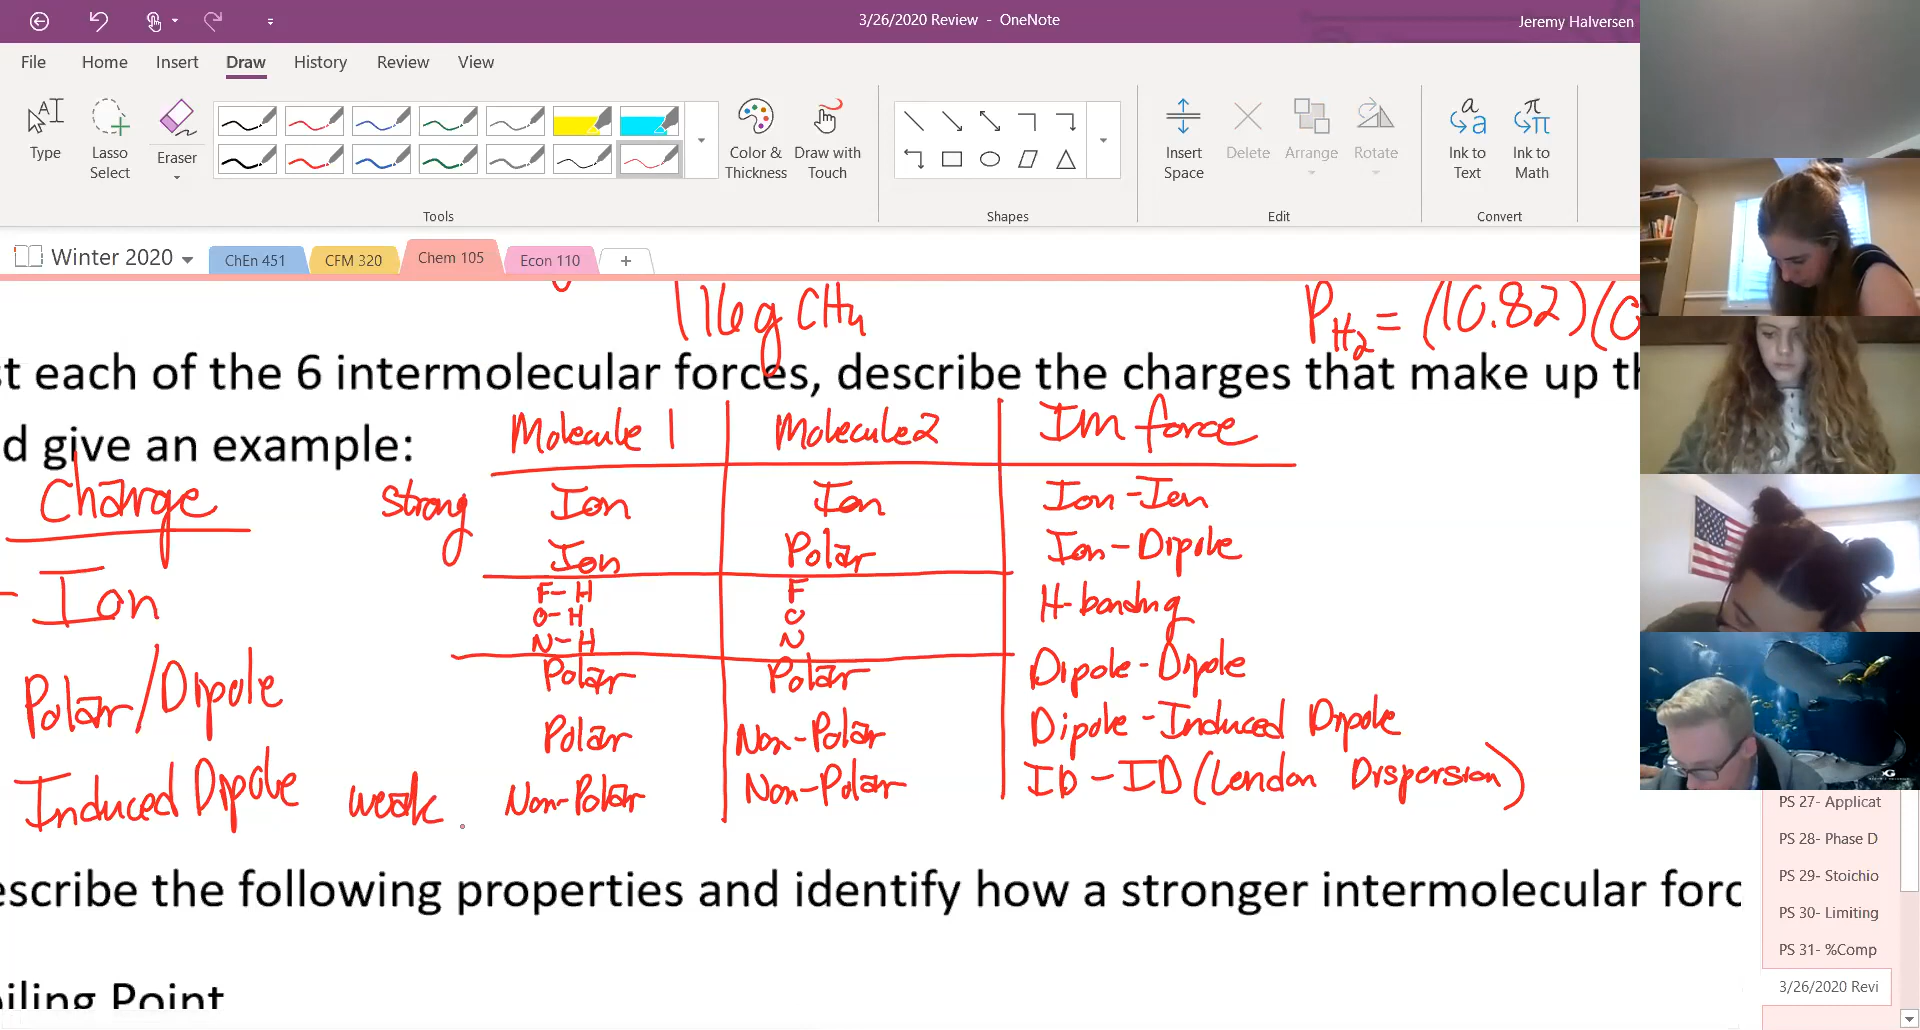 3/26/2020 Review - OneNote
Jeremy Halversen
File Home Insert Draw History Review View
Type
Lasso Select
Eraser
Color & Thickness
Draw with Touch
Insert Space
Delete
Arrange
Rotate
Ink to Text
Ink to Math
Tools
Shapes
Edit
Convert
Winter 2020
ChEn 451
CFM 320
Chem 105
Econ 110
+
116g CH4
P H2 = (10.82)(0
st each of the 6 intermolecular forces, describe the charges that make up th
d give an example:
Molecule 1 Molecule 2 IM force
Charge
strong Ion Ion Ion-Ion
Ion Polar Ion-Dipole
- Ion
F-H F
O-H O H-bonding
N-H N
Polar/Dipole Polar Polar Dipole-Dipole
Polar Non-Polar Dipole-Induced Dipole
Induced Dipole weak Non-Polar Non-Polar ID-ID (London Dispersion)
escribe the following properties and identify how a stronger intermolecular forc
iling Point
PS 27- Applicat
PS 28- Phase D
PS 29- Stoichio
PS 30- Limiting
PS 31- %Comp
3/26/2020 Revi